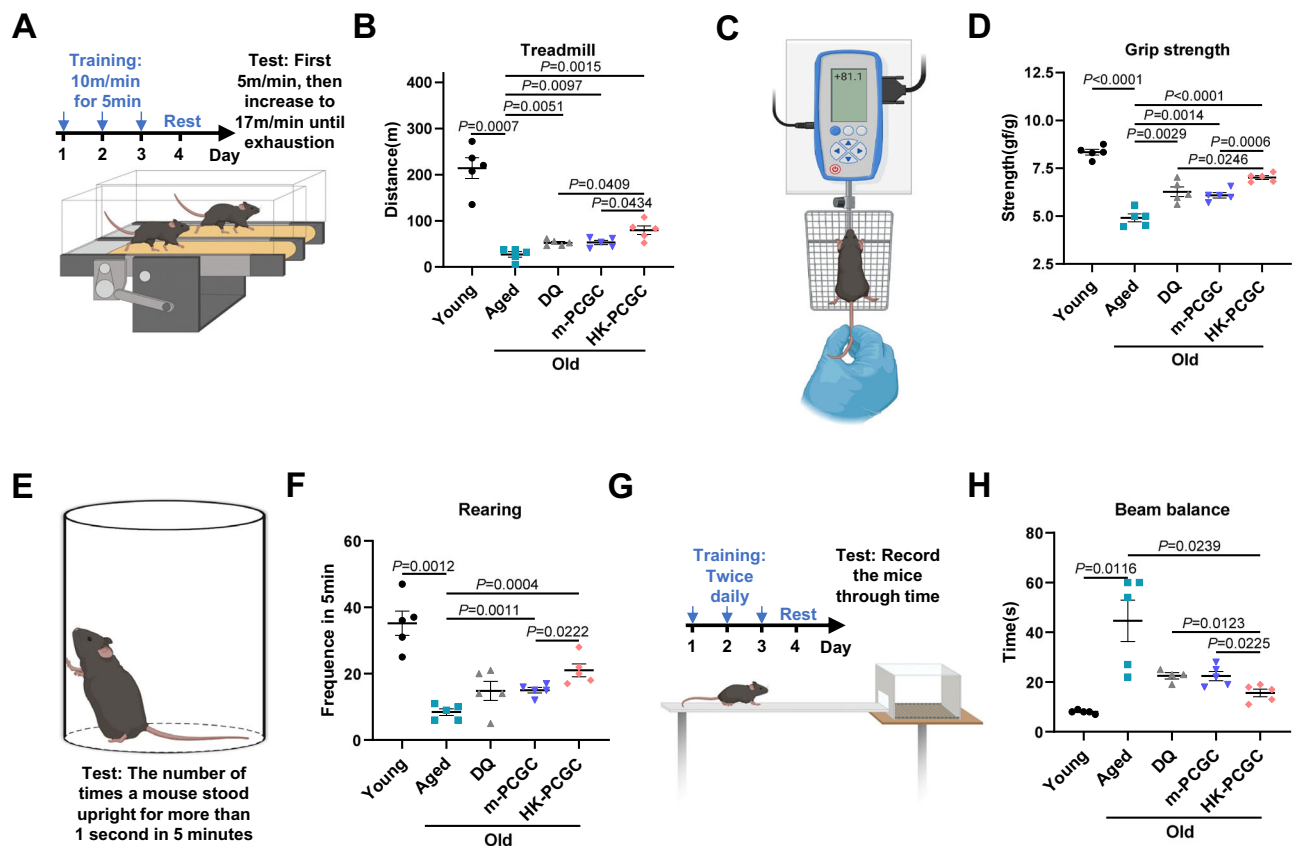 A
Training:
10m/min
for 5min
Test: First
5m/min, then
increase to
17m/min until
exhaustion
Rest
1 2 3 4 Day
B
Treadmill
Distance(m)
400
300
200
100
0
P=0.0015
P=0.0097
P=0.0051
P=0.0007
P=0.0409
P=0.0434
Young
Aged
DQ
m-PCGC
HK-PCGC
Old
C
+81.1
D
Grip strength
Strength(gf/g)
12.5
10.0
7.5
5.0
2.5
P<0.0001
P<0.0001
P=0.0014
P=0.0029
P=0.0006
P=0.0246
Young
Aged
DQ
m-PCGC
HK-PCGC
Old
E
Test: The number of
times a mouse stood
upright for more than
1 second in 5 minutes
F
Rearing
Frequence in 5min
60
40
20
0
P=0.0012
P=0.0004
P=0.0011
P=0.0222
Young
Aged
DQ
m-PCGC
HK-PCGC
Old
G
Training:
Twice
daily
Test: Record
the mice
through time
Rest
1 2 3 4 Day
H
Beam balance
Time(s)
80
60
40
20
0
P=0.0239
P=0.0116
P=0.0123
P=0.0225
Young
Aged
DQ
m-PCGC
HK-PCGC
Old